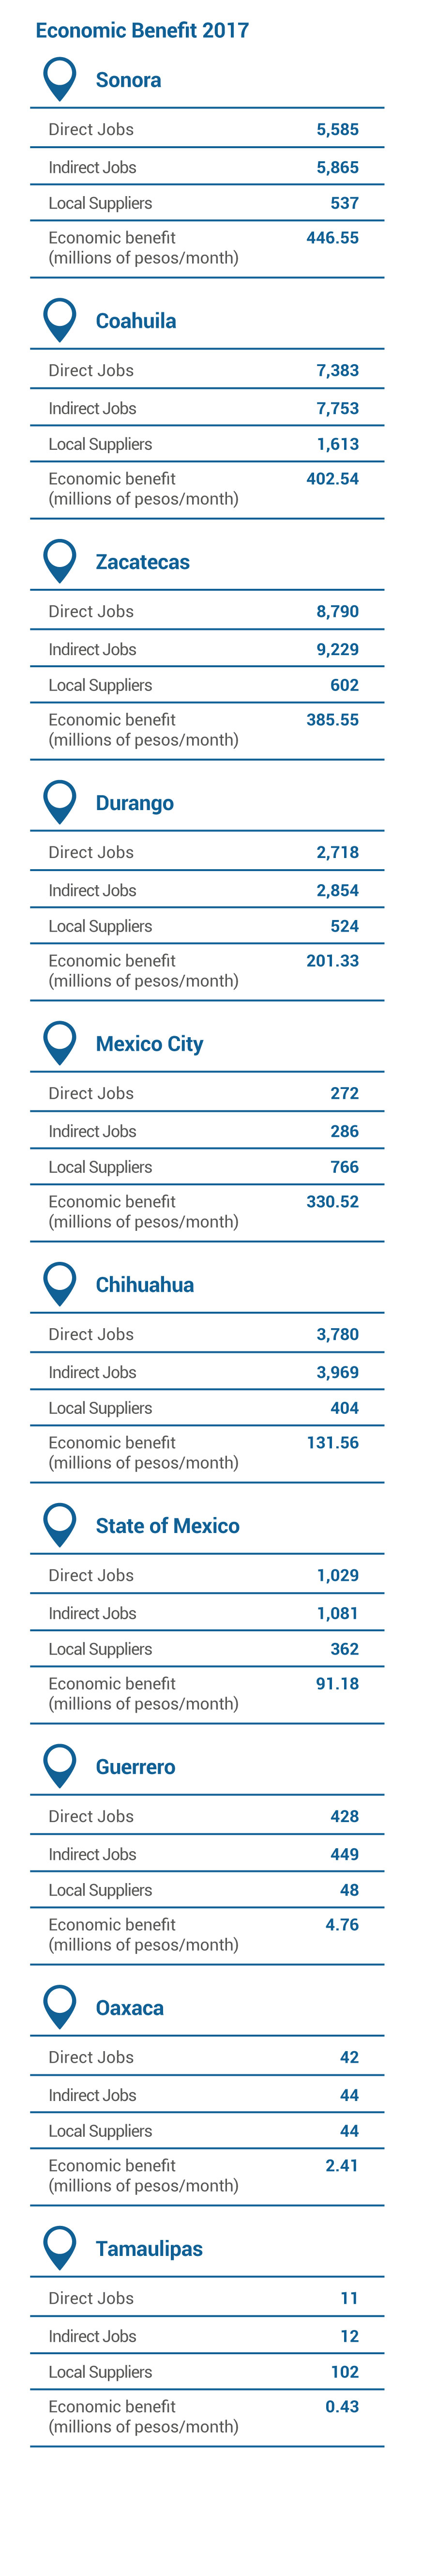 Economic Benefit 2017
Sonora
Direct Jobs 5,585
Indirect Jobs 5,865
Local Suppliers 537
Economic benefit 446.55
(millions of pesos/month)
Coahuila
Direct Jobs 7,383
Indirect Jobs 7,753
Local Suppliers 1,613
Economic benefit 402.54
(millions of pesos/month)
Zacatecas
Direct Jobs 8,790
Indirect Jobs 9,229
Local Suppliers 602
Economic benefit 385.55
(millions of pesos/month)
Durango
Direct Jobs 2,718
Indirect Jobs 2,854
Local Suppliers 524
Economic benefit 201.33
(millions of pesos/month)
Mexico City
Direct Jobs 272
Indirect Jobs 286
Local Suppliers 766
Economic benefit 330.52
(millions of pesos/month)
Chihuahua
Direct Jobs 3,780
Indirect Jobs 3,969
Local Suppliers 404
Economic benefit 131.56
(millions of pesos/month)
State of Mexico
Direct Jobs 1,029
Indirect Jobs 1,081
Local Suppliers 362
Economic benefit 91.18
(millions of pesos/month)
Guerrero
Direct Jobs 428
Indirect Jobs 449
Local Suppliers 48
Economic benefit 4.76
(millions of pesos/month)
Oaxaca
Direct Jobs 42
Indirect Jobs 44
Local Suppliers 44
Economic benefit 2.41
(millions of pesos/month)
Tamaulipas
Direct Jobs 11
Indirect Jobs 12
Local Suppliers 102
Economic benefit 0.43
(millions of pesos/month)